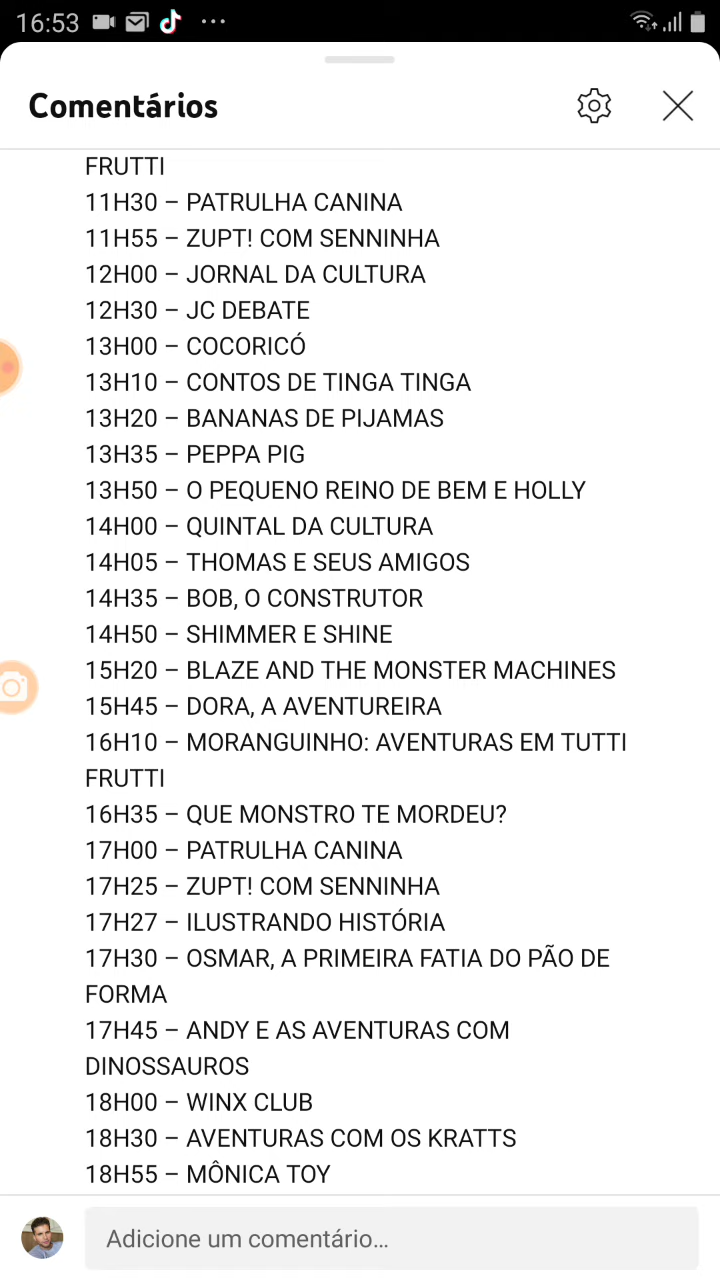 16:53
Comentários
FRUTTI
11H30 – PATRULHA CANINA
11H55 – ZUPT! COM SENNINHA
12H00 – JORNAL DA CULTURA
12H30 – JC DEBATE
13H00 – COCORICÓ
13H10 – CONTOS DE TINGA TINGA
13H20 – BANANAS DE PIJAMAS
13H35 – PEPPA PIG
13H50 – O PEQUENO REINO DE BEM E HOLLY
14H00 – QUINTAL DA CULTURA
14H05 – THOMAS E SEUS AMIGOS
14H35 – BOB, O CONSTRUTOR
14H50 – SHIMMER E SHINE
15H20 – BLAZE AND THE MONSTER MACHINES
15H45 – DORA, A AVENTUREIRA
16H10 – MORANGUINHO: AVENTURAS EM TUTTI
FRUTTI
16H35 – QUE MONSTRO TE MORDEU?
17H00 – PATRULHA CANINA
17H25 – ZUPT! COM SENNINHA
17H27 – ILUSTRANDO HISTÓRIA
17H30 – OSMAR, A PRIMEIRA FATIA DO PÃO DE
FORMA
17H45 – ANDY E AS AVENTURAS COM
DINOSSAUROS
18H00 – WINX CLUB
18H30 – AVENTURAS COM OS KRATTS
18H55 – MÔNICA TOY
Adicione um comentário...